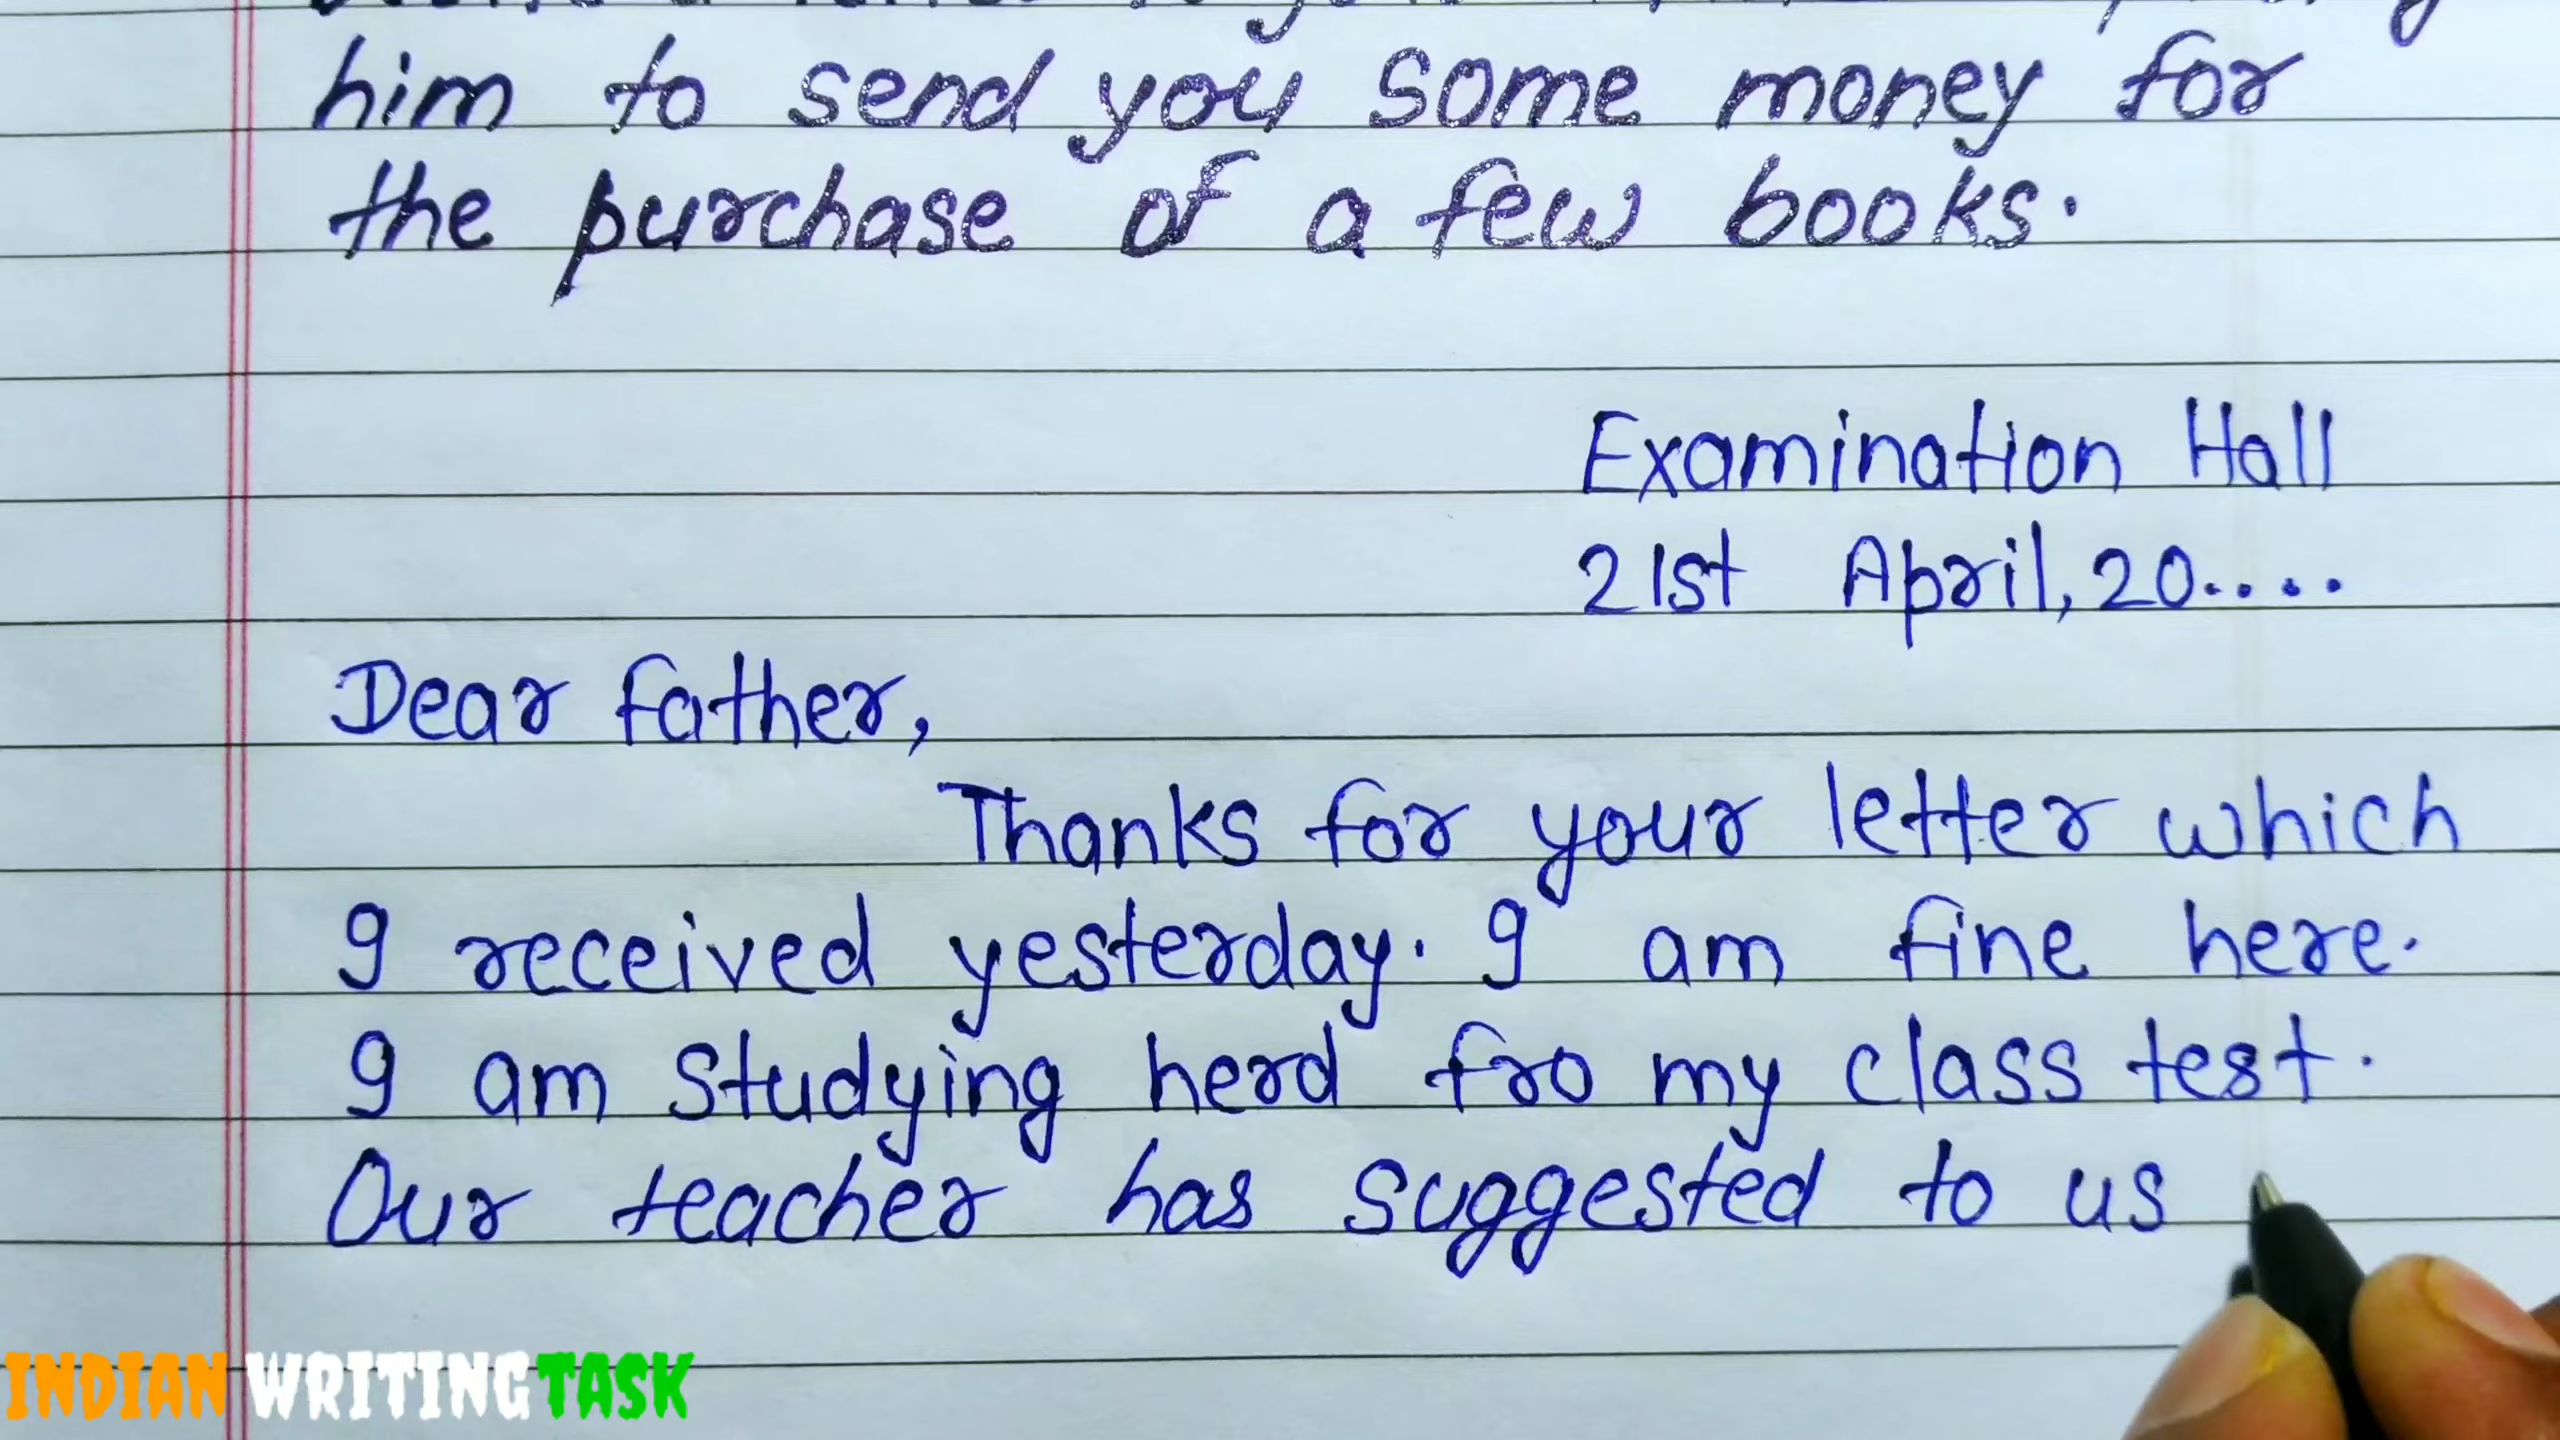 him to send you some money for
the purchase of a few books.
Examination Hall
21st April, 20....
Dear father,
Thanks for your letter which
I received yesterday. I am fine here.
I am studying herd fro my class test.
Our teacher has suggested to us
INDIAN WRITING TASK